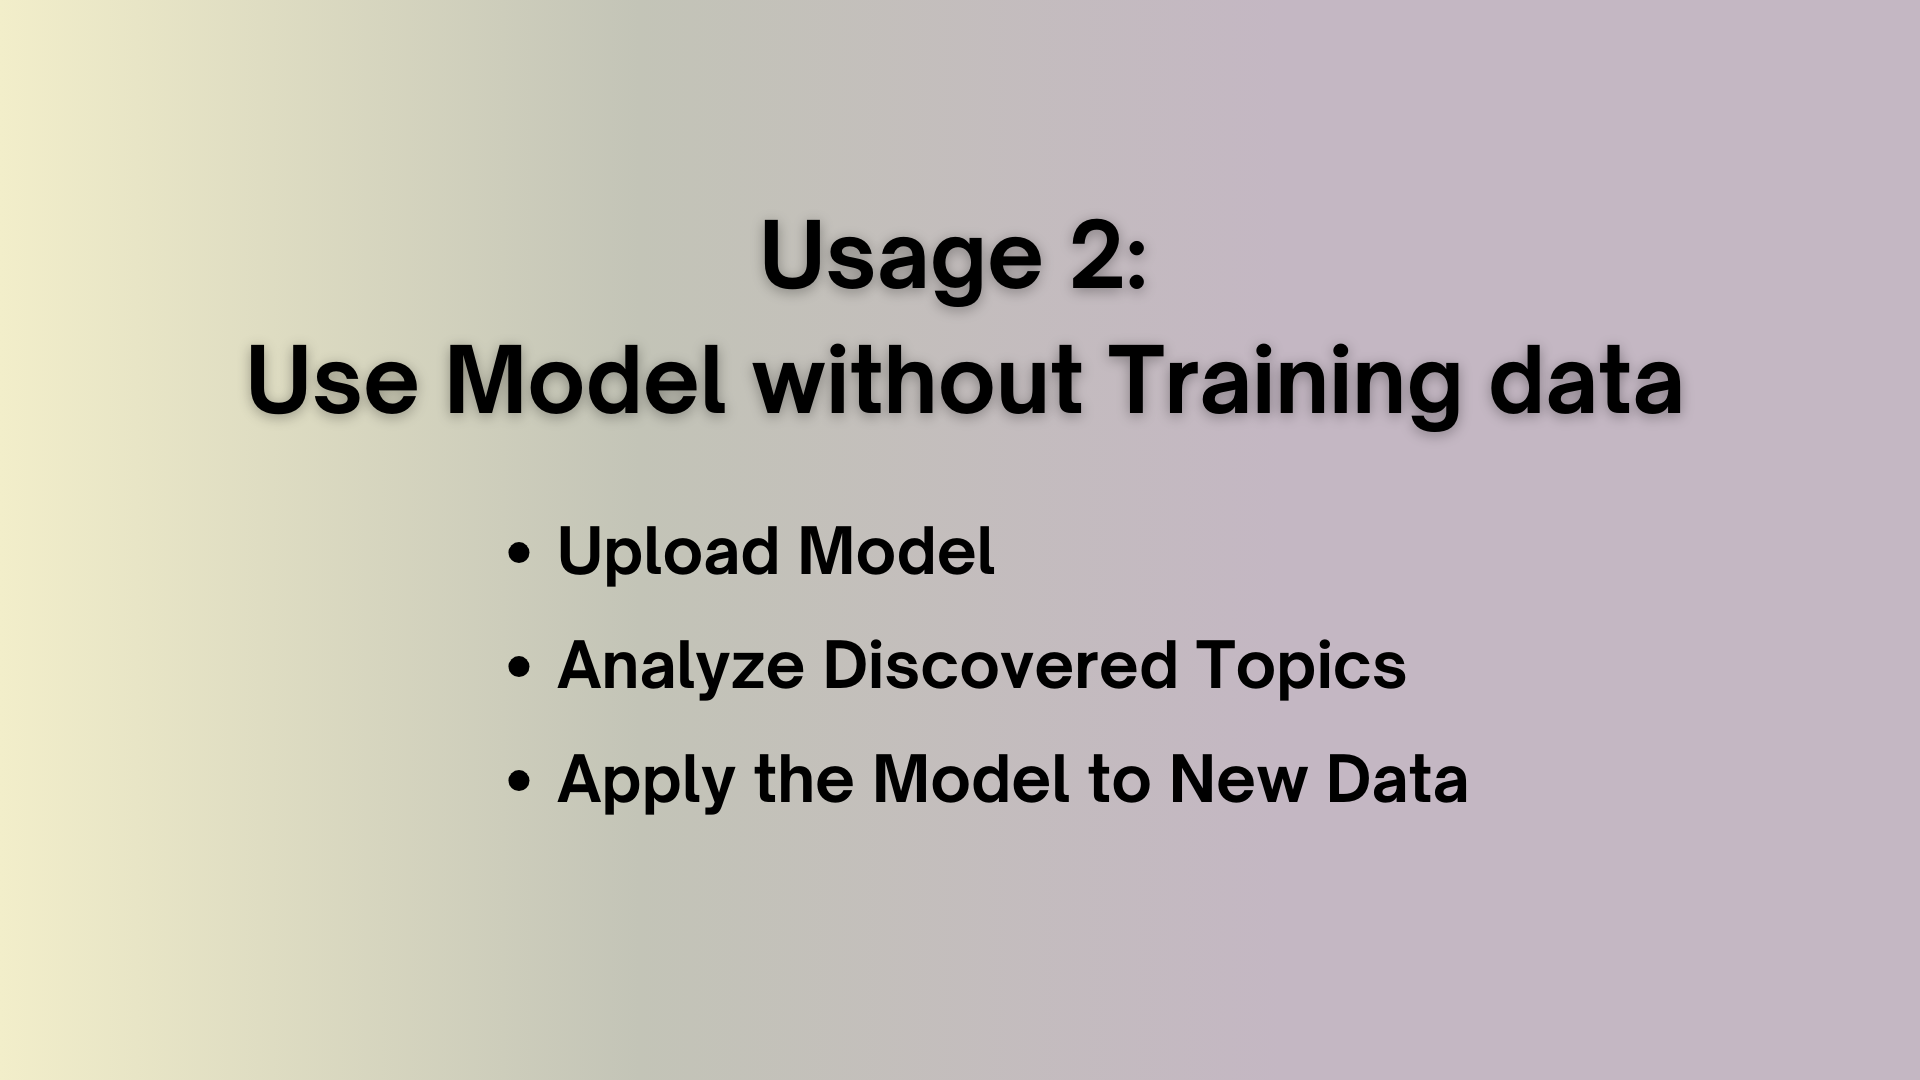 Usage 2:
Use Model without Training data
• Upload Model
• Analyze Discovered Topics
• Apply the Model to New Data